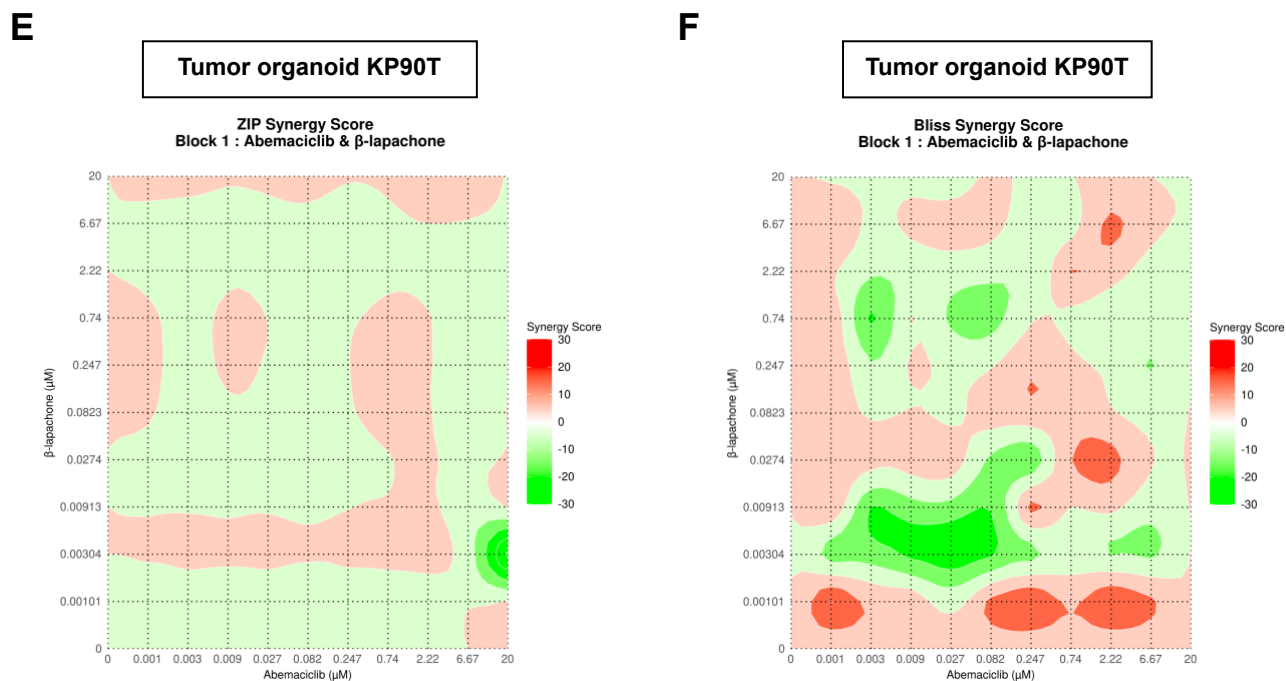 E
Tumor organoid KP90T
ZIP Synergy Score
Block 1 : Abemaciclib & β-lapachone
20
6.67
2.22
0.74
0.247
0.0823
0.0274
0.00913
0.00304
0.00101
0
β-lapachone (μM)
0 0.001 0.003 0.009 0.027 0.082 0.247 0.74 2.22 6.67 20
Abemaciclib (μM)
Synergy Score
30
20
10
0
-10
-20
-30
F
Tumor organoid KP90T
Bliss Synergy Score
Block 1 : Abemaciclib & β-lapachone
20
6.67
2.22
0.74
0.247
0.0823
0.0274
0.00913
0.00304
0.00101
0
β-lapachone (μM)
0 0.001 0.003 0.009 0.027 0.082 0.247 0.74 2.22 6.67 20
Abemaciclib (μM)
Synergy Score
30
20
10
0
-10
-20
-30